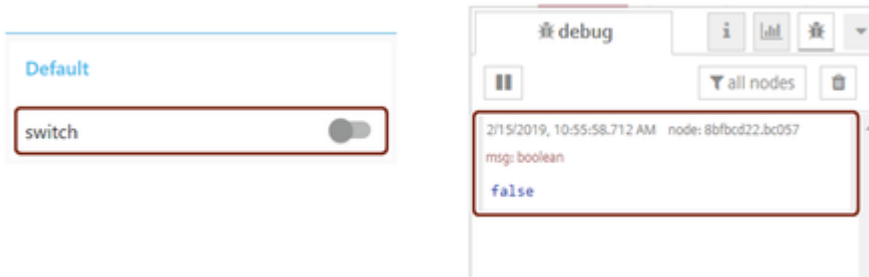 Default
switch
debug
all nodes
2/15/2019, 10:55:58.712 AM node: 8bfbcd22.bc057
msg: boolean
false